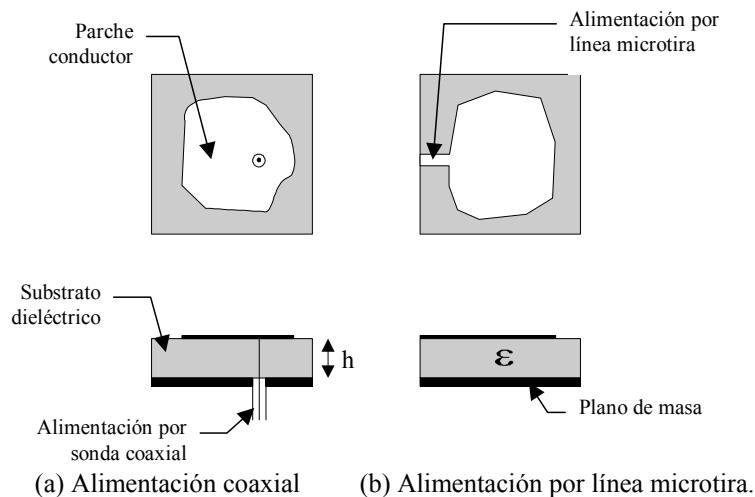 Parche
conductor
Alimentación por
línea microtira
Substrato
dieléctrico
h
ε
Alimentación por
sonda coaxial
Plano de masa
(a) Alimentación coaxial
(b) Alimentación por línea microtira.